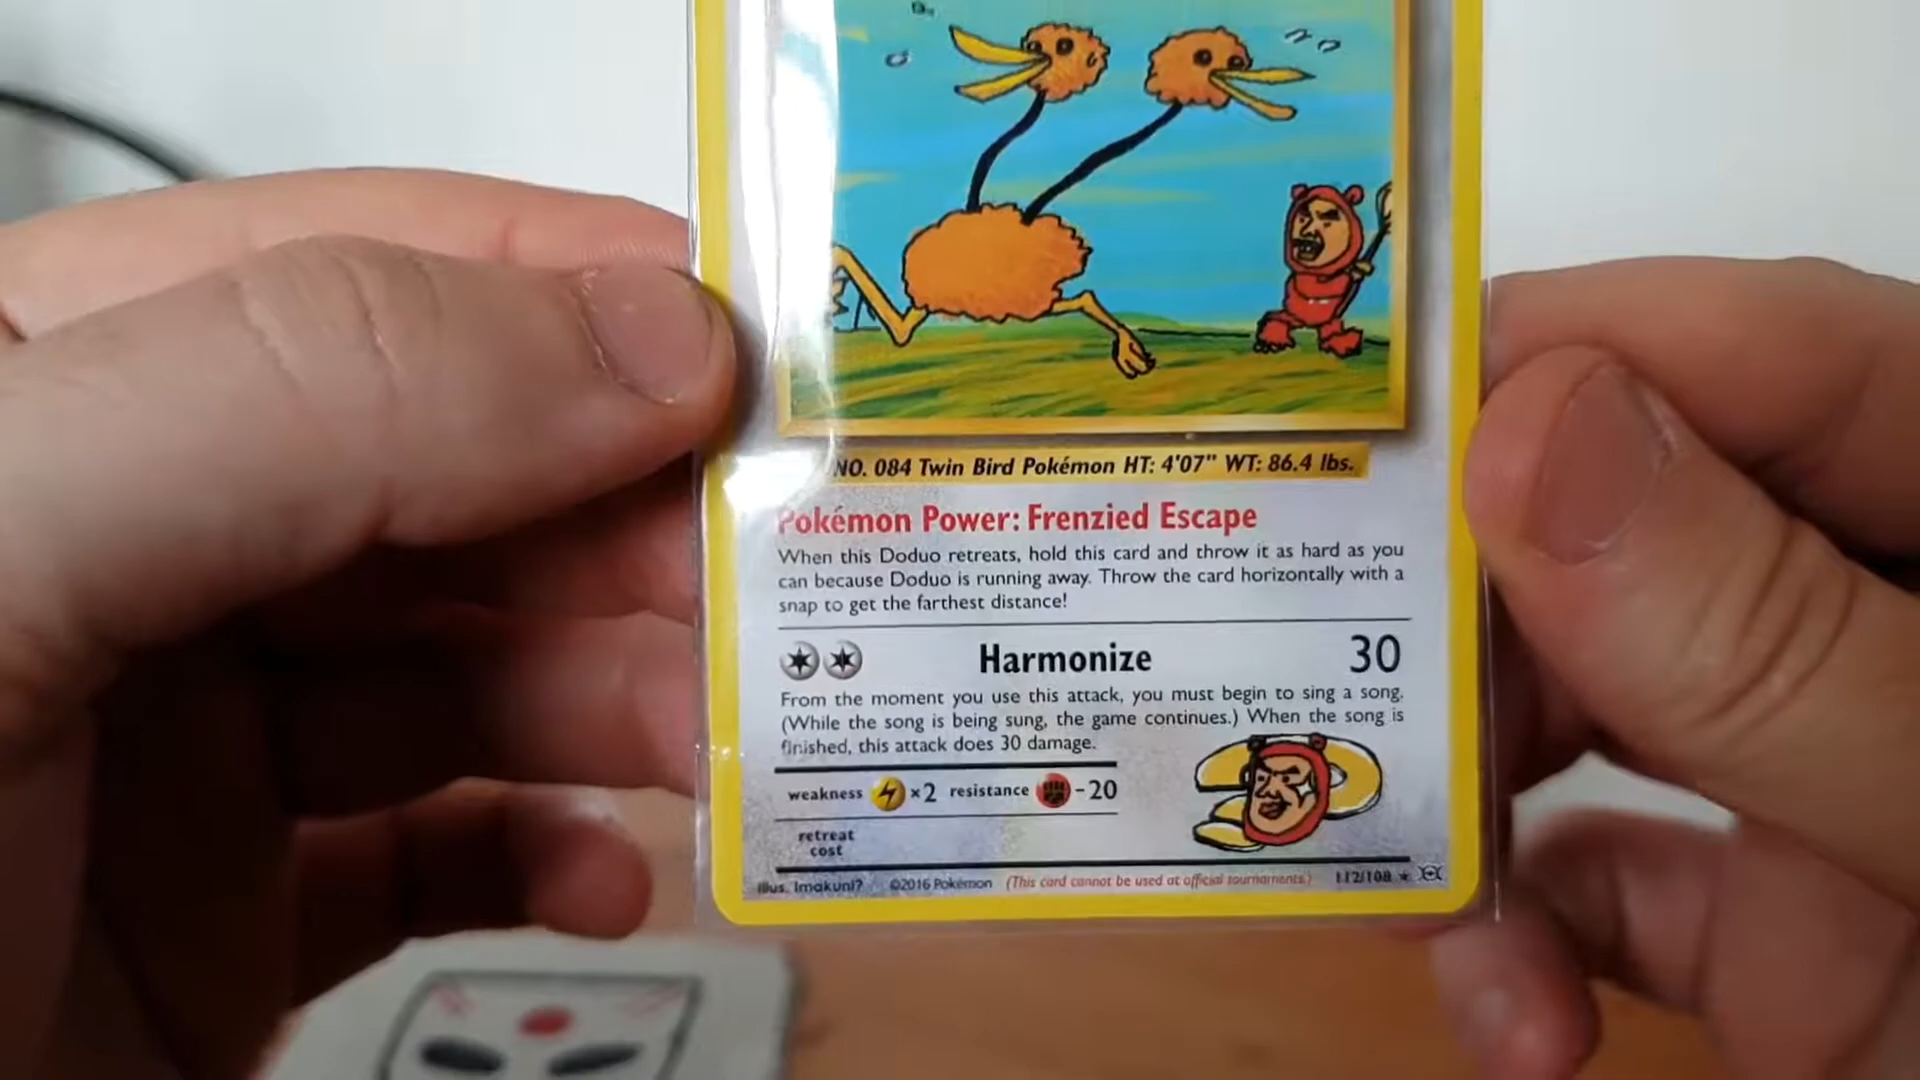 NO. 084 Twin Bird Pokémon HT: 4'07" WT: 86.4 lbs.
Pokémon Power: Frenzied Escape
When this Doduo retreats, hold this card and throw it as hard as you
can because Doduo is running away. Throw the card horizontally with a
snap to get the farthest distance!
Harmonize 30
From the moment you use this attack, you must begin to sing a song.
(While the song is being sung, the game continues.) When the song is
finished, this attack does 30 damage.
weakness ×2 resistance -20
retreat
cost
Illus. Imakuni? ©2016 Pokémon (This card cannot be used at official tournaments.) 112/108 ★